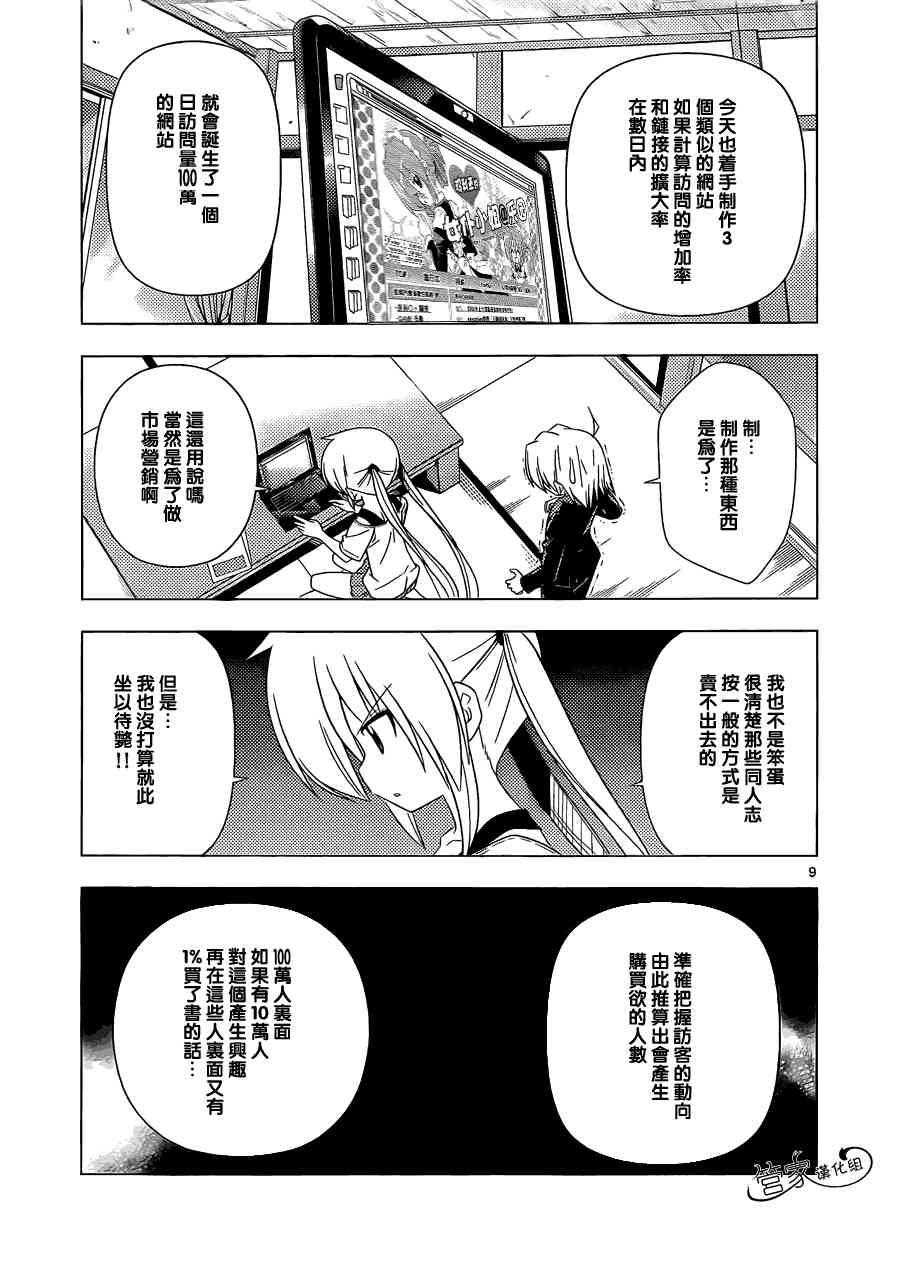 今天也着手制作3
個類似的網站
如果計算訪問的增加率
和鏈接的擴大率
在數日內
就會誕生了一個
日訪問量100萬
的網站
制…
制作那種東西
是爲了…
這還用說嗎
當然是爲了做
市場營銷啊
我也不是笨蛋
很清楚那些同人志
按一般的方式是
賣不出去的
但是…
我也沒打算就此
坐以待斃!!
9
準確把握訪客的動向
由此推算出會產生
購買欲的人數
100萬人裏面
如果有10萬人
對這個產生興趣
再在這些人裏面又有
1%買了書的話…
管家漢化組